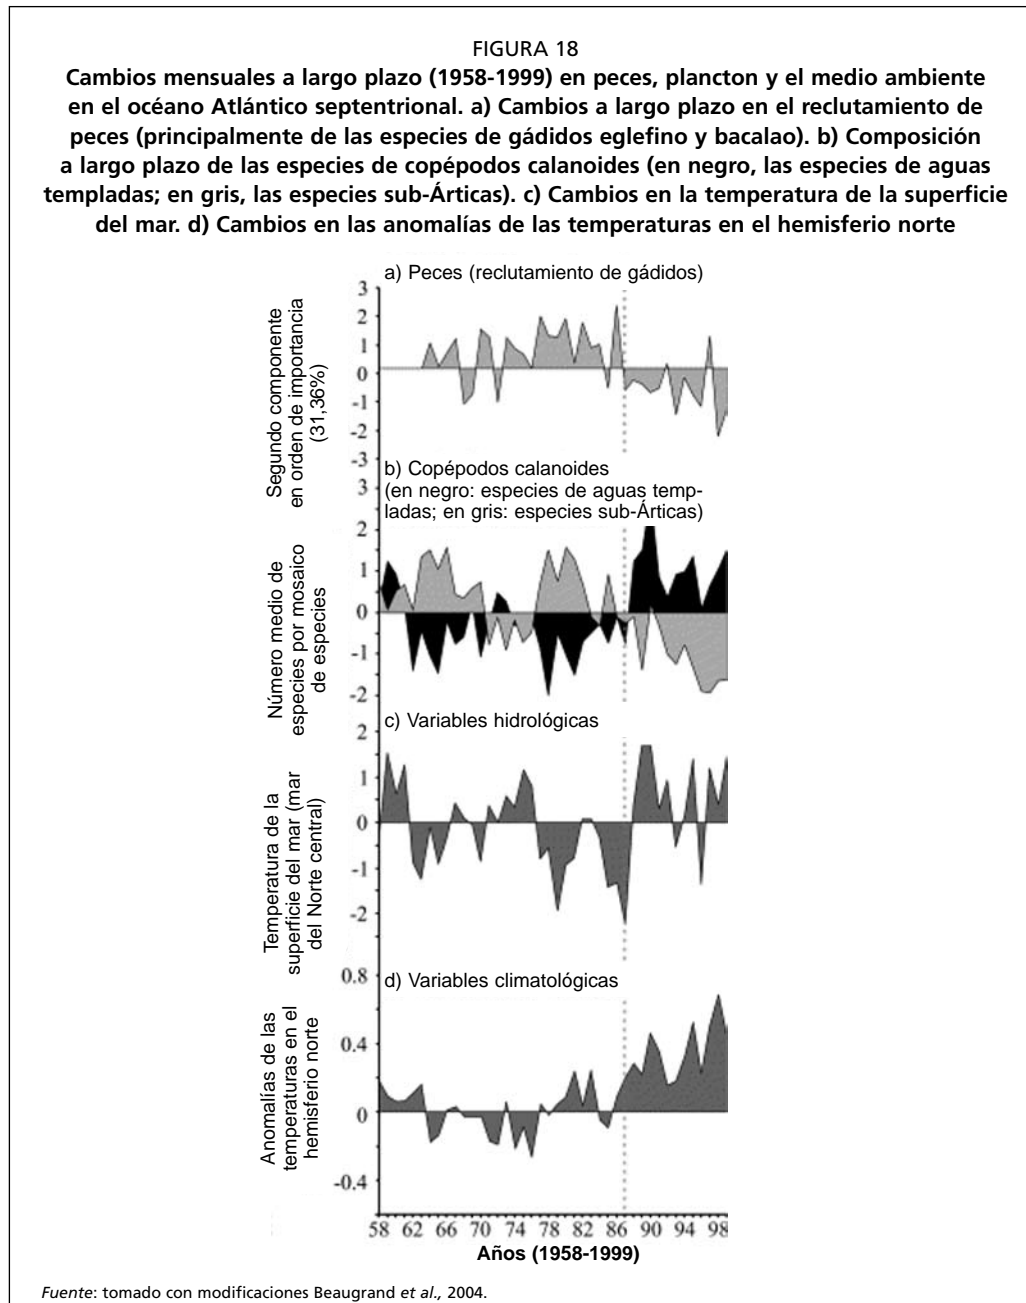 FIGURA 18
Cambios mensuales a largo plazo (1958-1999) en peces, plancton y el medio ambiente
en el océano Atlántico septentrional. a) Cambios a largo plazo en el reclutamiento de
peces (principalmente de las especies de gádidos eglefino y bacalao). b) Composición
a largo plazo de las especies de copépodos calanoides (en negro, las especies de aguas
templadas; en gris, las especies sub-Árticas). c) Cambios en la temperatura de la superficie
del mar. d) Cambios en las anomalías de las temperaturas en el hemisferio norte
a) Peces (reclutamiento de gádidos)
Segundo componente
en orden de importancia
(31,36%)
3
2
1
0
-1
-2
-3
b) Copépodos calanoides
(en negro: especies de aguas temp-
ladas; en gris: especies sub-Árticas)
Número medio de
especies por mosaico
de especies
3
2
1
0
-1
-2
c) Variables hidrológicas
Temperatura de la
superficie del mar (mar
del Norte central)
2
1
0
-1
-2
d) Variables climatológicas
Anomalías de las
temperaturas en el
hemisferio norte
0.8
0.4
0
-0.4
58 62 66 70 74 78 82 86 90 94 98
Años (1958-1999)
Fuente: tomado con modificaciones Beaugrand et al., 2004.